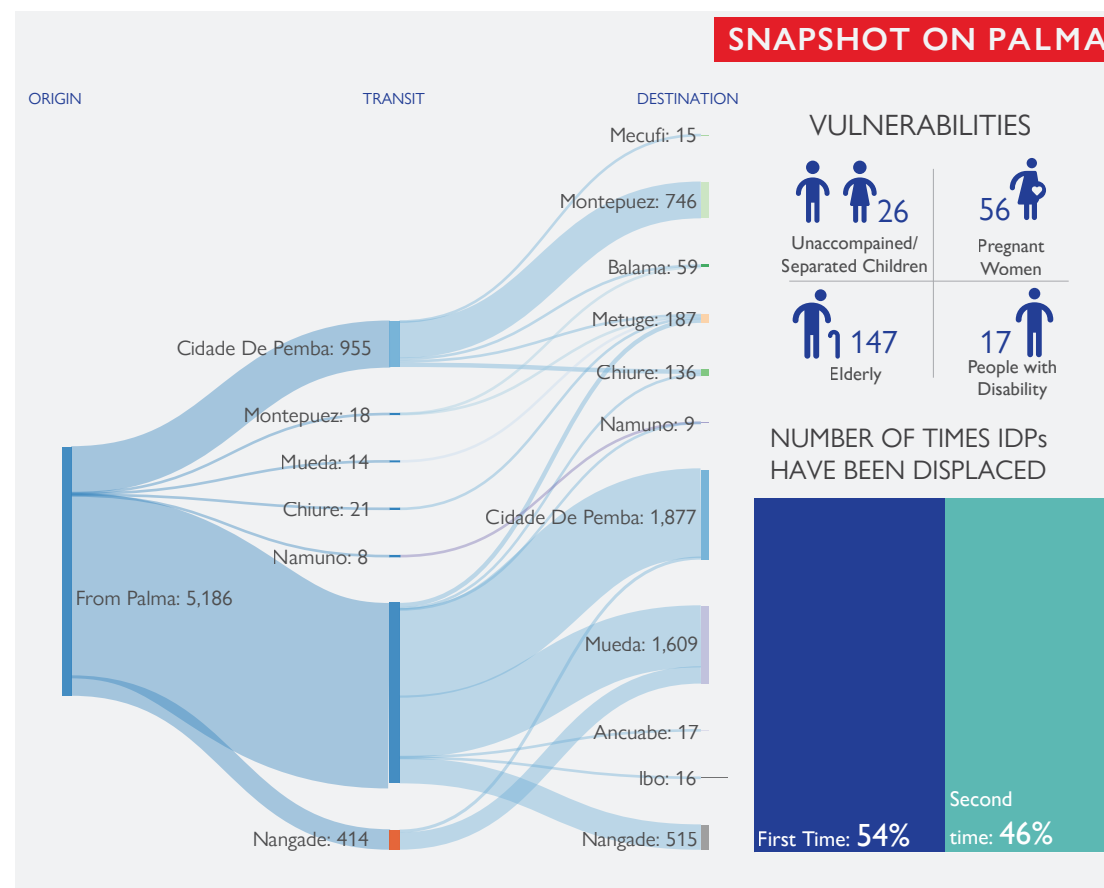 SNAPSHOT ON PALMA
ORIGIN
TRANSIT
DESTINATION
Cidade De Pemba: 955
Montepuez: 18
Mueda: 14
Chiure: 21
Namuno: 8
From Palma: 5,186
Nangade: 414
Mecufi: 15
Montepuez: 746
Balama: 59
Metuge: 187
Chiure: 136
Namuno: 9
Cidade De Pemba: 1,877
Mueda: 1,609
Ancuabe: 17
Ibo: 16
Nangade: 515
VULNERABILITIES
26
Unaccompained/
Separated Children
56
Pregnant
Women
147
Elderly
17
People with
Disability
NUMBER OF TIMES IDPs
HAVE BEEN DISPLACED
First Time: 54%
Second
time: 46%